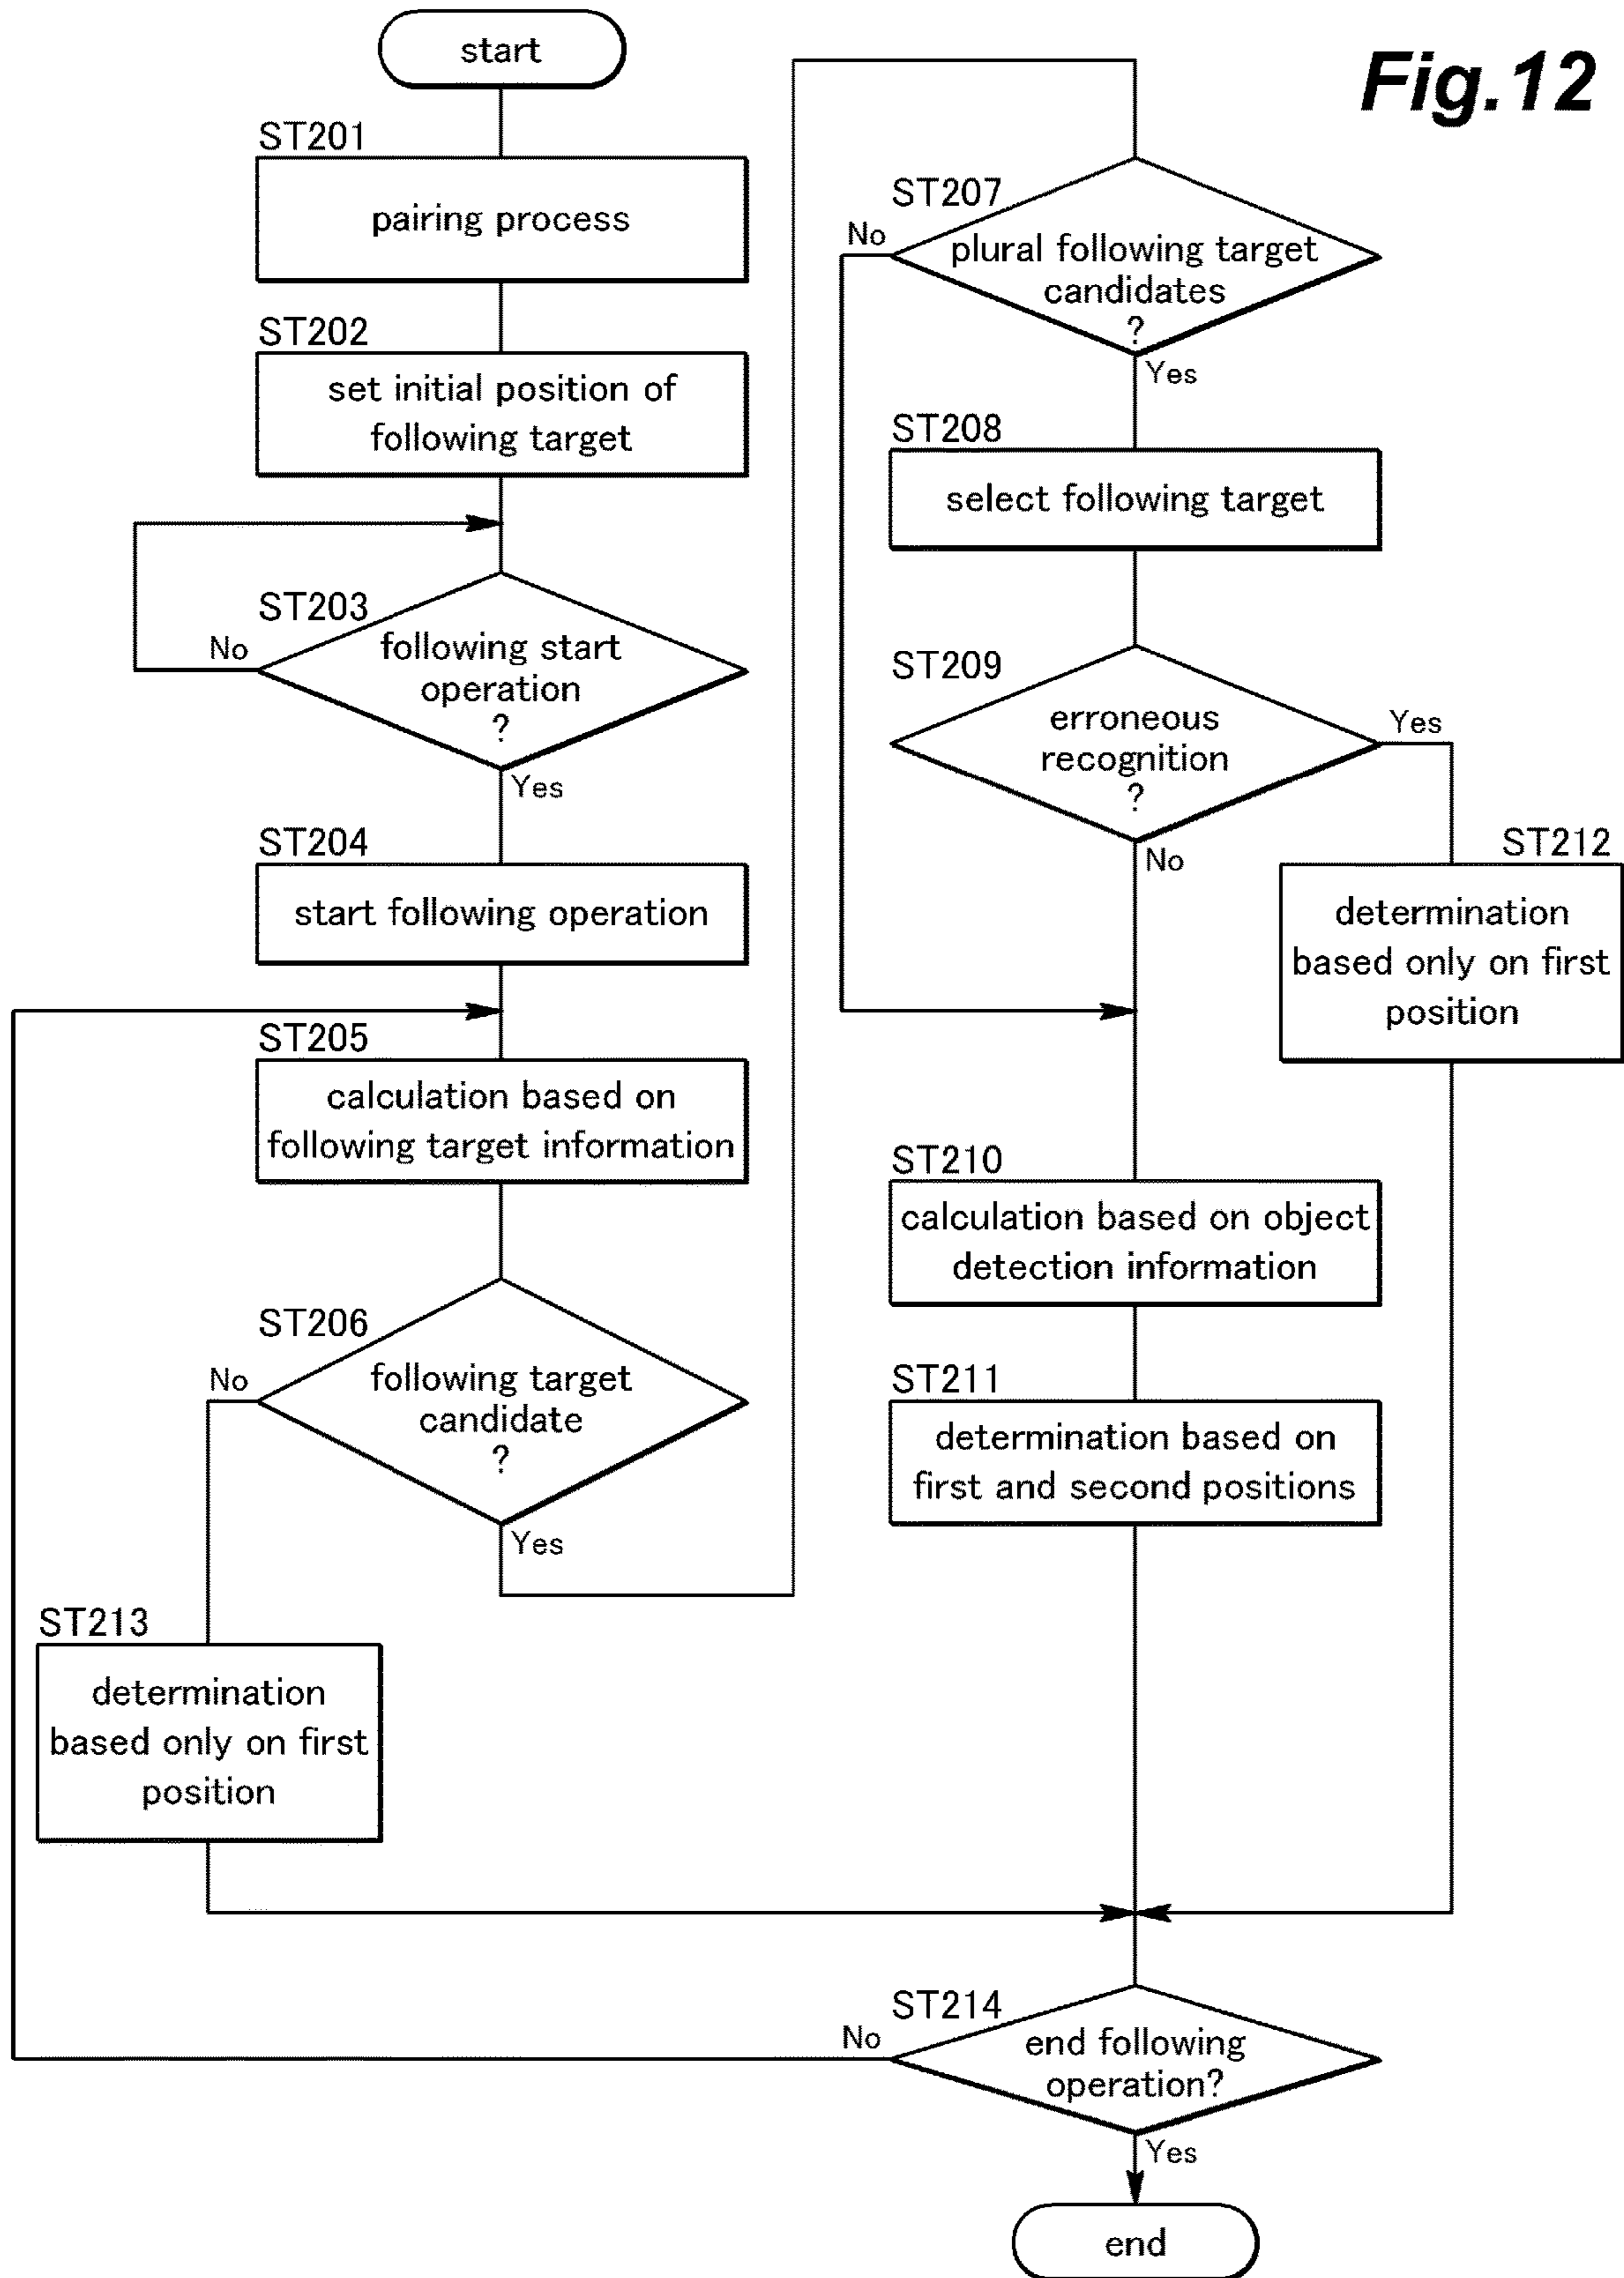 Fig.12
start
ST201
pairing process
ST202
set initial position of
following target
ST203
No
following start
operation
?
Yes
ST204
start following operation
ST205
calculation based on
following target information
ST206
No
following target
candidate
?
Yes
ST213
determination
based only on first
position
ST207
No
plural following target
candidates
?
Yes
ST208
select following target
ST209
erroneous
recognition
?
Yes
No
ST212
determination
based only on first
position
ST210
calculation based on object
detection information
ST211
determination based on
first and second positions
ST214
No
end following
operation?
Yes
end